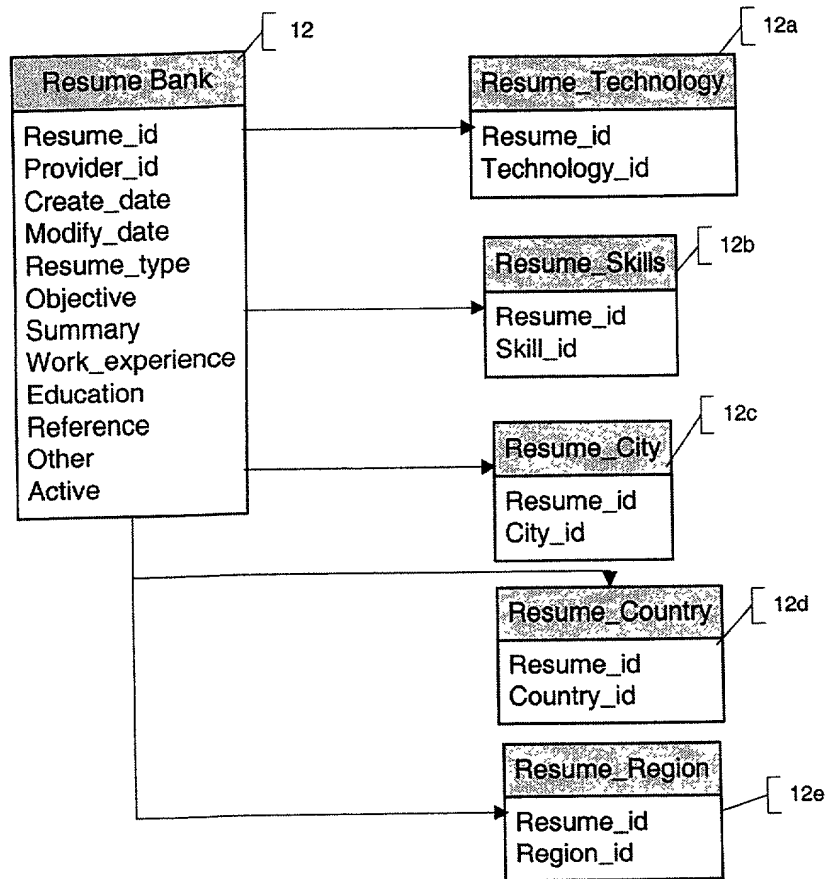 12
Resume Bank
Resume_id
Provider_id
Create_date
Modify_date
Resume_type
Objective
Summary
Work_experience
Education
Reference
Other
Active
12a
Resume_Technology
Resume_id
Technology_id
12b
Resume_Skills
Resume_id
Skill_id
12c
Resume_City
Resume_id
City_id
12d
Resume_Country
Resume_id
Country_id
12e
Resume_Region
Resume_id
Region_id